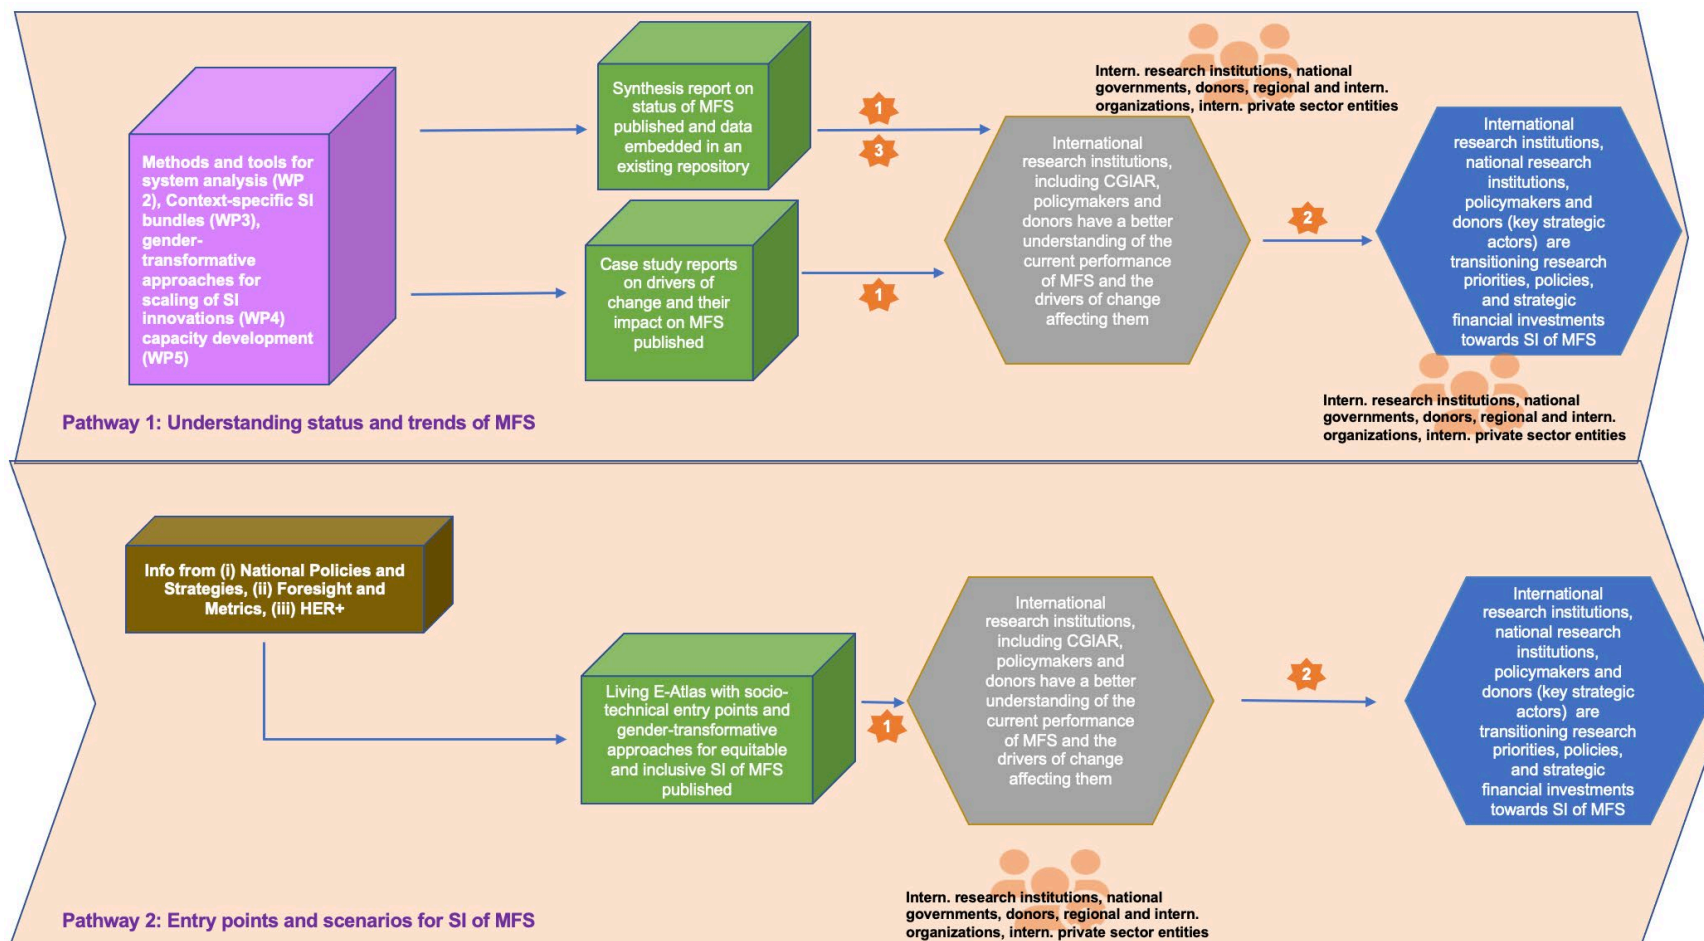 Methods and tools for
system analysis (WP
2), Context-specific SI
bundles (WP3),
gender-
transformative
approaches for
scaling of SI
innovations (WP4)
capacity development
(WP5)
Synthesis report on
status of MFS
published and data
embedded in an
existing repository
Case study reports
on drivers of
change and their
impact on MFS
published
1
3
1
Intern. research institutions, national
governments, donors, regional and intern.
organizations, intern. private sector entities
International
research institutions,
including CGIAR,
policymakers and
donors have a better
understanding of the
current performance
of MFS and the
drivers of change
affecting them
2
International
research institutions,
national research
institutions,
policymakers and
donors (key strategic
actors) are
transitioning research
priorities, policies,
and strategic
financial investments
towards SI of MFS
Intern. research institutions, national
governments, donors, regional and intern.
organizations, intern. private sector entities
Pathway 1: Understanding status and trends of MFS
Info from (i) National Policies and
Strategies, (ii) Foresight and
Metrics, (iii) HER+
Living E-Atlas with socio-
technical entry points and
gender-transformative
approaches for equitable
and inclusive SI of MFS
published
1
International
research institutions,
including CGIAR,
policymakers and
donors have a better
understanding of the
current performance
of MFS and the
drivers of change
affecting them
2
International
research institutions,
national research
institutions,
policymakers and
donors (key strategic
actors) are
transitioning research
priorities, policies,
and strategic
financial investments
towards SI of MFS
Intern. research institutions, national
governments, donors, regional and intern.
organizations, intern. private sector entities
Pathway 2: Entry points and scenarios for SI of MFS